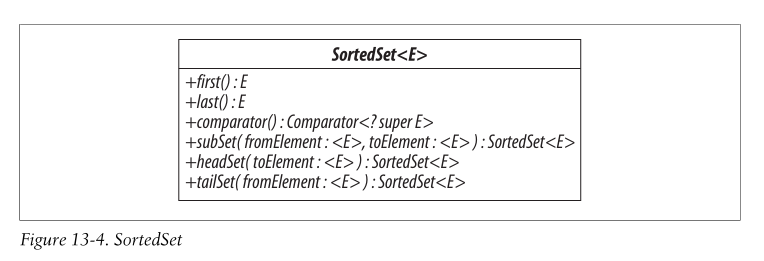 SortedSet<E>
+first() : E
+last() : E
+comparator() : Comparator<? super E>
+subSet( fromElement : <E>, toElement : <E> ) : SortedSet<E>
+headSet( toElement : <E> ) : SortedSet<E>
+tailSet( fromElement : <E> ) : SortedSet<E>
Figure 13-4. SortedSet